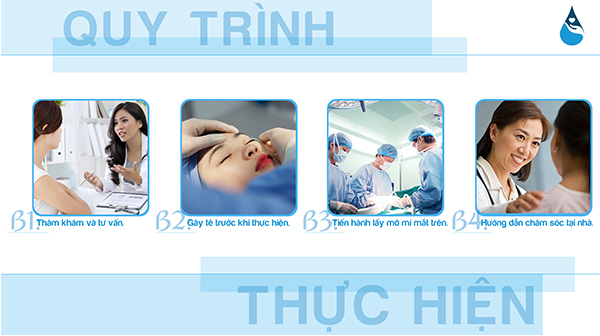 QUY TRÌNH
B1. Thăm khám và tư vấn.
B2. Gây tê trước khi thực hiện.
B3. Tiến hành lấy mỡ mí mắt trên.
B4. Hướng dẫn chăm sóc tại nhà.
THỰC HIỆN